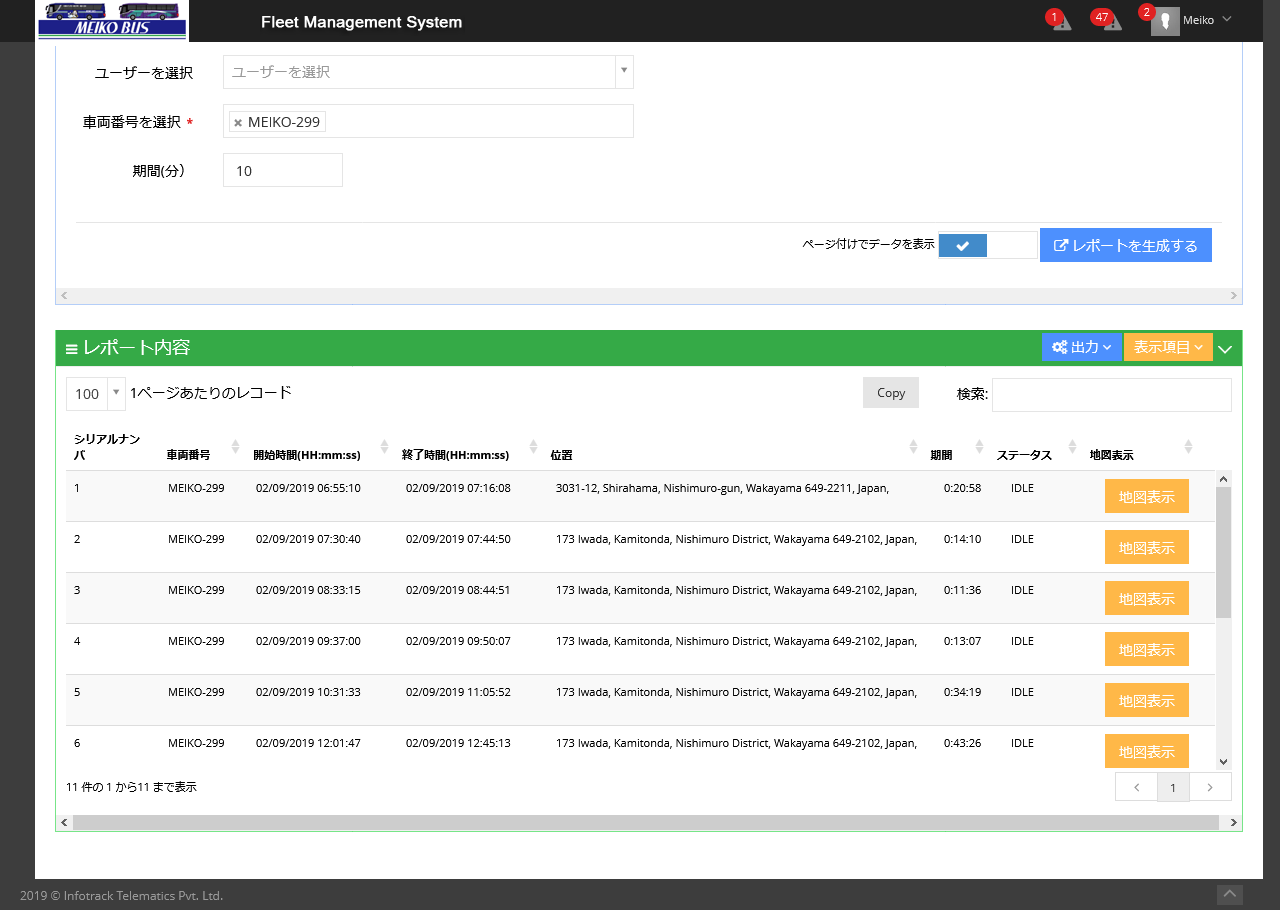 MEIKO BUS
Fleet Management System
1
47
2
Meiko
ユーザーを選択
ユーザーを選択
車両番号を選択 *
× MEIKO-299
期間(分)
10
ページ付けでデータを表示
レポートを生成する
レポート内容
出力
表示項目
100
1ページあたりのレコード
Copy
検索:
シリアルナンバ 車両番号 開始時間(HH:mm:ss) 終了時間(HH:mm:ss) 位置 期間 ステータス 地図表示
1 MEIKO-299 02/09/2019 06:55:10 02/09/2019 07:16:08 3031-12, Shirahama, Nishimuro-gun, Wakayama 649-2211, Japan, 0:20:58 IDLE 地図表示
2 MEIKO-299 02/09/2019 07:30:40 02/09/2019 07:44:50 173 Iwada, Kamitonda, Nishimuro District, Wakayama 649-2102, Japan, 0:14:10 IDLE 地図表示
3 MEIKO-299 02/09/2019 08:33:15 02/09/2019 08:44:51 173 Iwada, Kamitonda, Nishimuro District, Wakayama 649-2102, Japan, 0:11:36 IDLE 地図表示
4 MEIKO-299 02/09/2019 09:37:00 02/09/2019 09:50:07 173 Iwada, Kamitonda, Nishimuro District, Wakayama 649-2102, Japan, 0:13:07 IDLE 地図表示
5 MEIKO-299 02/09/2019 10:31:33 02/09/2019 11:05:52 173 Iwada, Kamitonda, Nishimuro District, Wakayama 649-2102, Japan, 0:34:19 IDLE 地図表示
6 MEIKO-299 02/09/2019 12:01:47 02/09/2019 12:45:13 173 Iwada, Kamitonda, Nishimuro District, Wakayama 649-2102, Japan, 0:43:26 IDLE 地図表示
11 件の 1 から11 まで表示
1
2019 © Infotrack Telematics Pvt. Ltd.